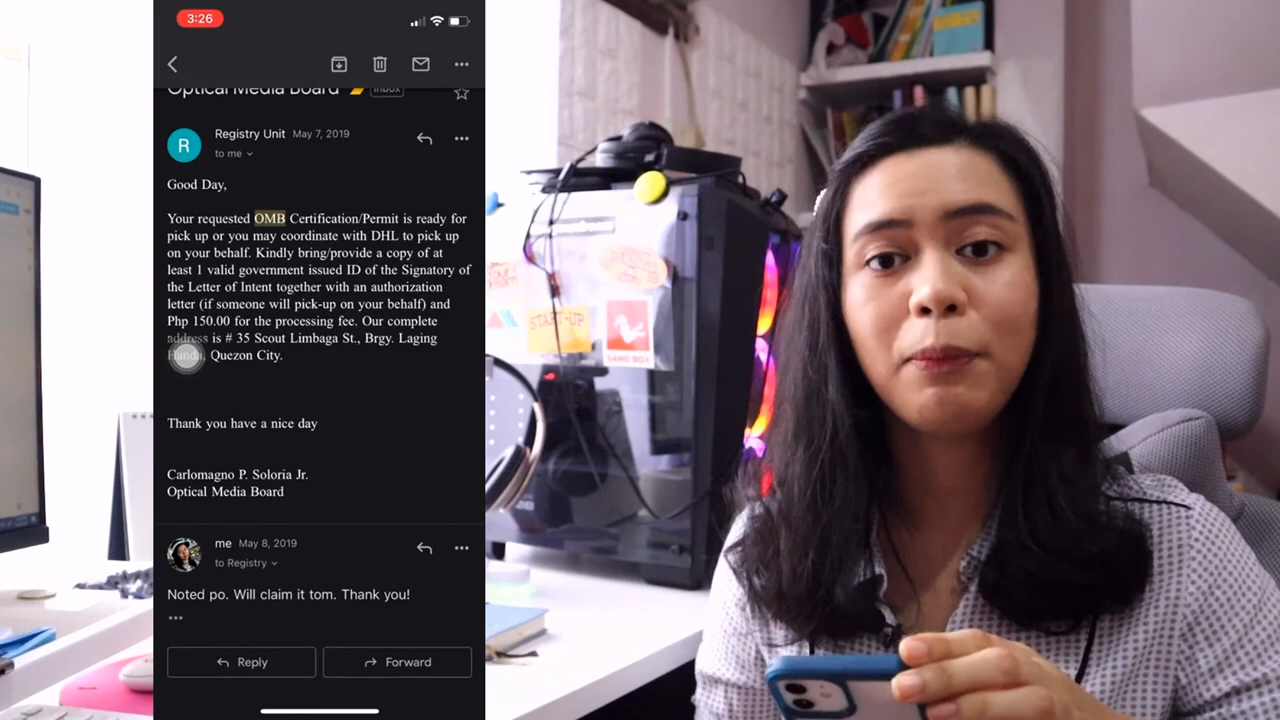 3:26
Optical Media Board Inbox
Registry Unit May 7, 2019
R
to me
Good Day,
Your requested OMB Certification/Permit is ready for
pick up or you may coordinate with DHL to pick up
on your behalf. Kindly bring/provide a copy of at
least 1 valid government issued ID of the Signatory of
the Letter of Intent together with an authorization
letter (if someone will pick-up on your behalf) and
Php 150.00 for the processing fee. Our complete
address is # 35 Scout Limbaga St., Brgy. Laging
Handa, Quezon City.
Thank you have a nice day
Carlomagno P. Soloria Jr.
Optical Media Board
me May 8, 2019
to Registry
Noted po. Will claim it tom. Thank you!
Reply Forward
START-UP
SAND BOX